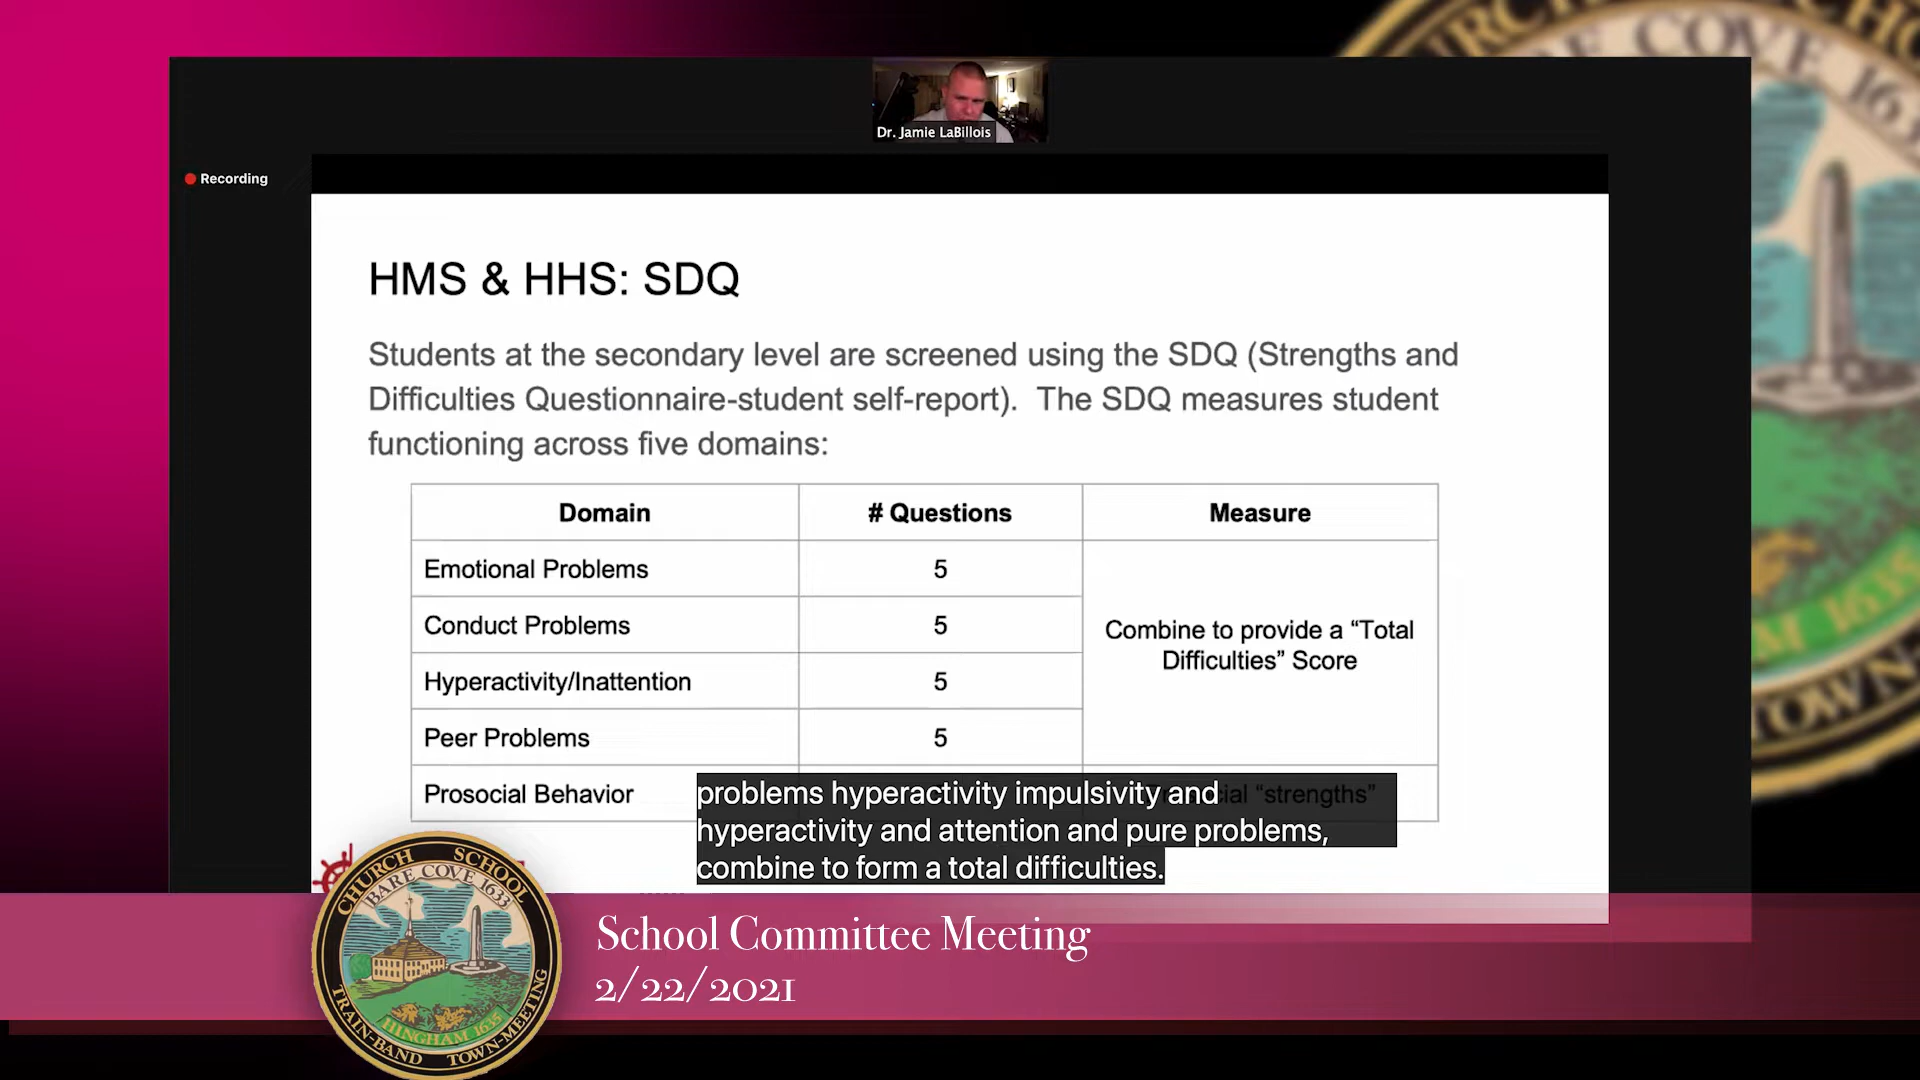 Dr. Jamie LaBillois
Recording
HMS & HHS: SDQ
Students at the secondary level are screened using the SDQ (Strengths and
Difficulties Questionnaire-student self-report). The SDQ measures student
functioning across five domains:
Domain # Questions Measure
Emotional Problems 5
Conduct Problems 5
Combine to provide a “Total
Difficulties” Score
Hyperactivity/Inattention 5
Peer Problems 5
Prosocial Behavior “strengths”
problems hyperactivity impulsivity and
hyperactivity and attention and pure problems,
combine to form a total difficulties.
School Committee Meeting
2/22/2021
CHURCH SCHOOL
BARE COVE 1633
HINGHAM 1635
TRAIN-BAND TOWN-MEETING